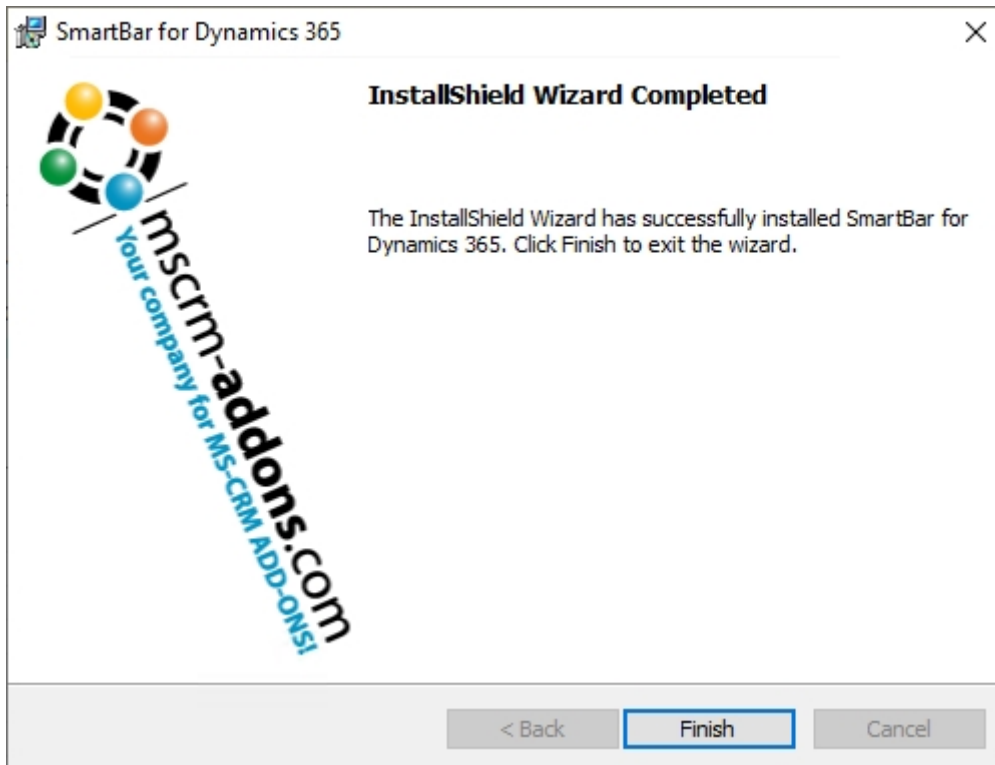 SmartBar for Dynamics 365
InstallShield Wizard Completed
The InstallShield Wizard has successfully installed SmartBar for
Dynamics 365. Click Finish to exit the wizard.
mscrm-addons.com
Your company for MS-CRM ADD-ONS!
< Back
Finish
Cancel